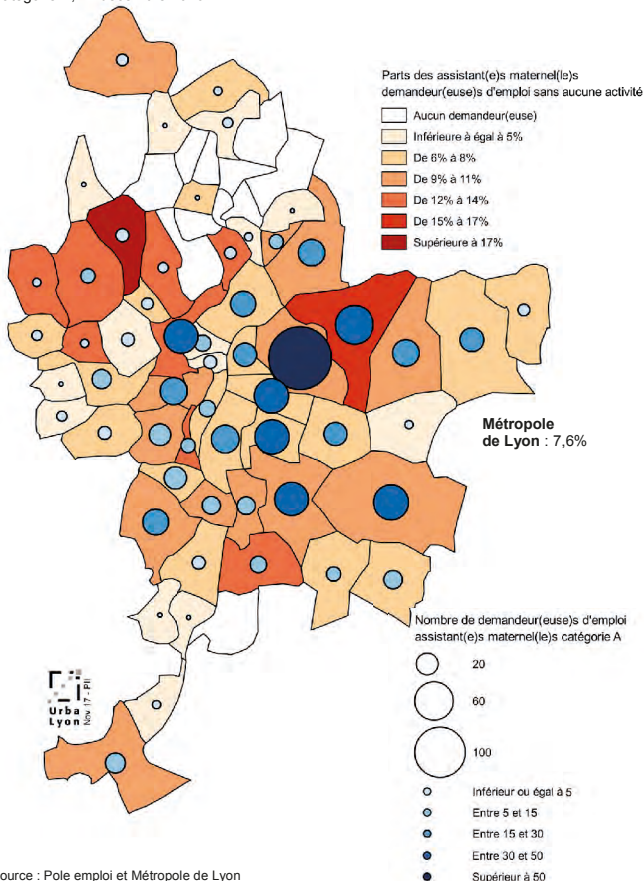 Parts des assistant(e)s maternel(le)s
demandeur(euse)s d'emploi sans aucune activité
Aucun demandeur(euse)
Inférieure à égal à 5%
De 6% à 8%
De 9% à 11%
De 12% à 14%
De 15% à 17%
Supérieure à 17%
Métropole
de Lyon : 7,6%
Nombre de demandeur(euse)s d'emploi
assistant(e)s maternel(le)s catégorie A
20
60
100
Inférieur ou égal à 5
Entre 5 et 15
Entre 15 et 30
Entre 30 et 50
Supérieur à 50
Urba
Lyon
Nov 17 - PII
ource : Pole emploi et Métropole de Lyon